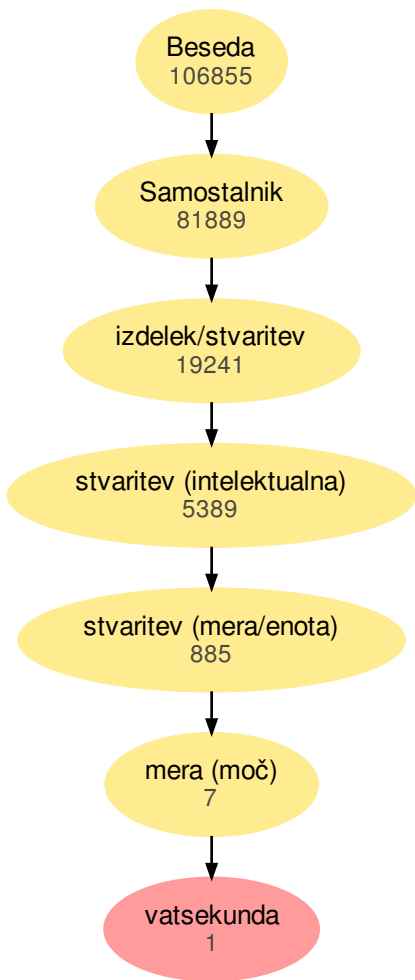 Beseda
106855
Samostalnik
81889
izdelek/stvaritev
19241
stvaritev (intelektualna)
5389
stvaritev (mera/enota)
885
mera (moč)
7
vatsekunda
1